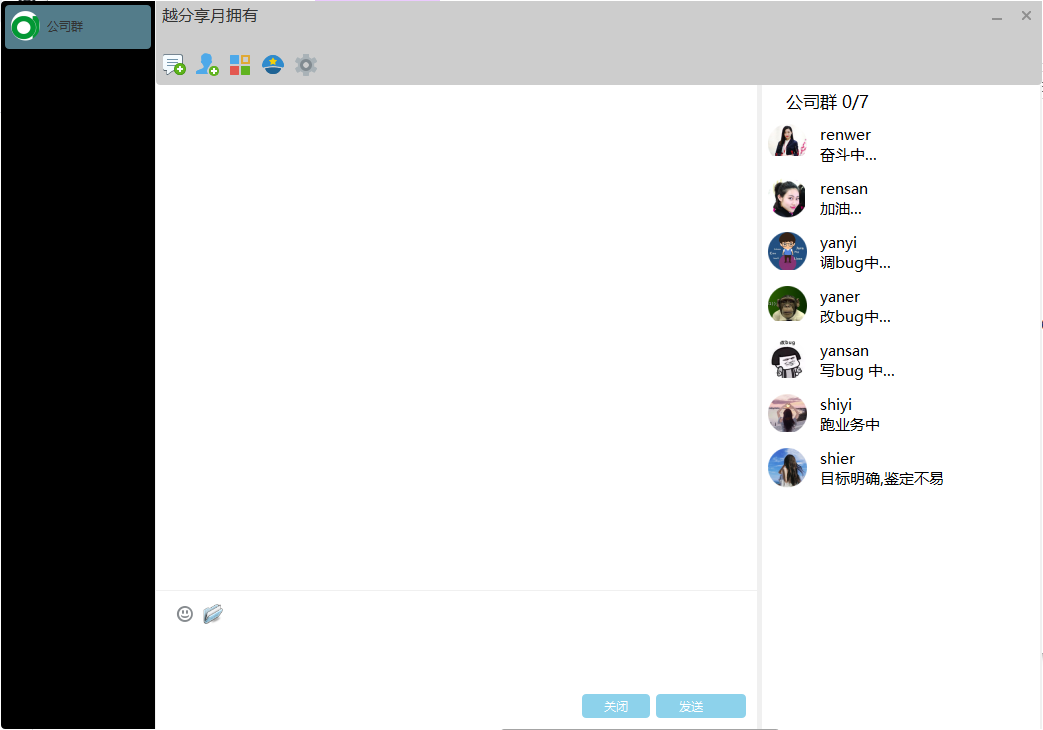 公司群
越分享月拥有
公司群 0/7
renwer
奋斗中...
rensan
加油...
yanyi
调bug中...
yaner
改bug中...
yansan
写bug 中...
shiyi
跑业务中
shier
目标明确,鉴定不易
关闭
发送